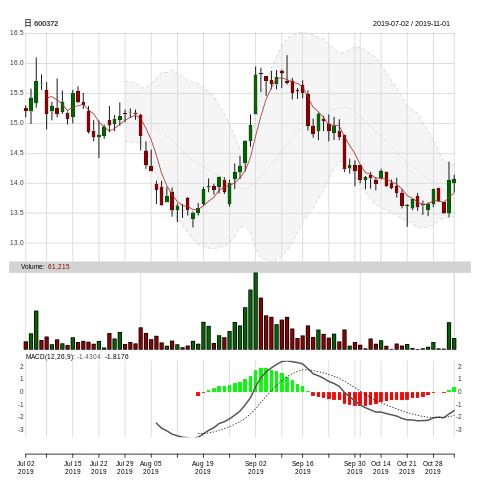 日 600372 2019-07-02 / 2019-11-01
16.5
16.0
15.5
15.0
14.5
14.0
13.5
13.0
Volume: 61,215
MACD(12,26,9): -1.4304 -1.8176
2 2
1 1
0 0
-1 -1
-2 -2
-3 -3
Jul 02 Jul 15 Jul 22 Jul 29 Aug 05 Aug 19 Sep 02 Sep 16 Sep 30 Oct 14 Oct 21 Oct 28
2019 2019 2019 2019 2019 2019 2019 2019 2019 2019 2019 2019